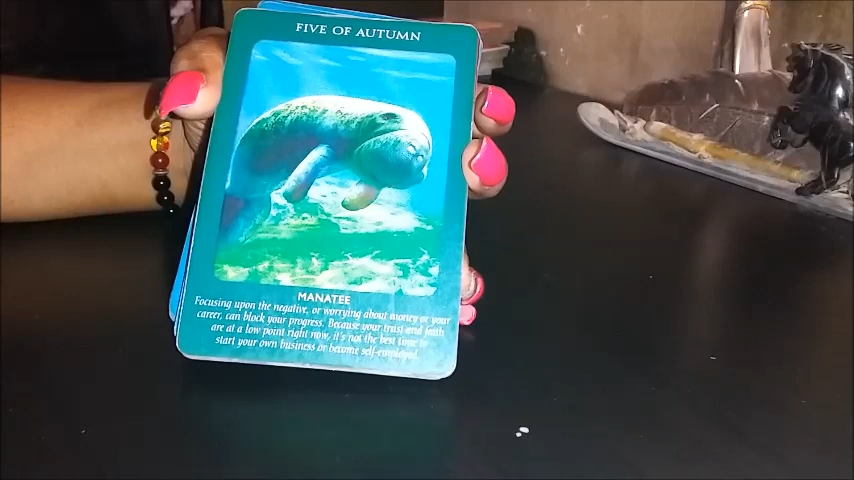 FIVE OF AUTUMN
MANATEE
Focusing upon the negative, or worrying about money or your
career, can block your progress. Because your trust and faith
are at a low point right now, it's not the best time to
start your own business or become self-employed.